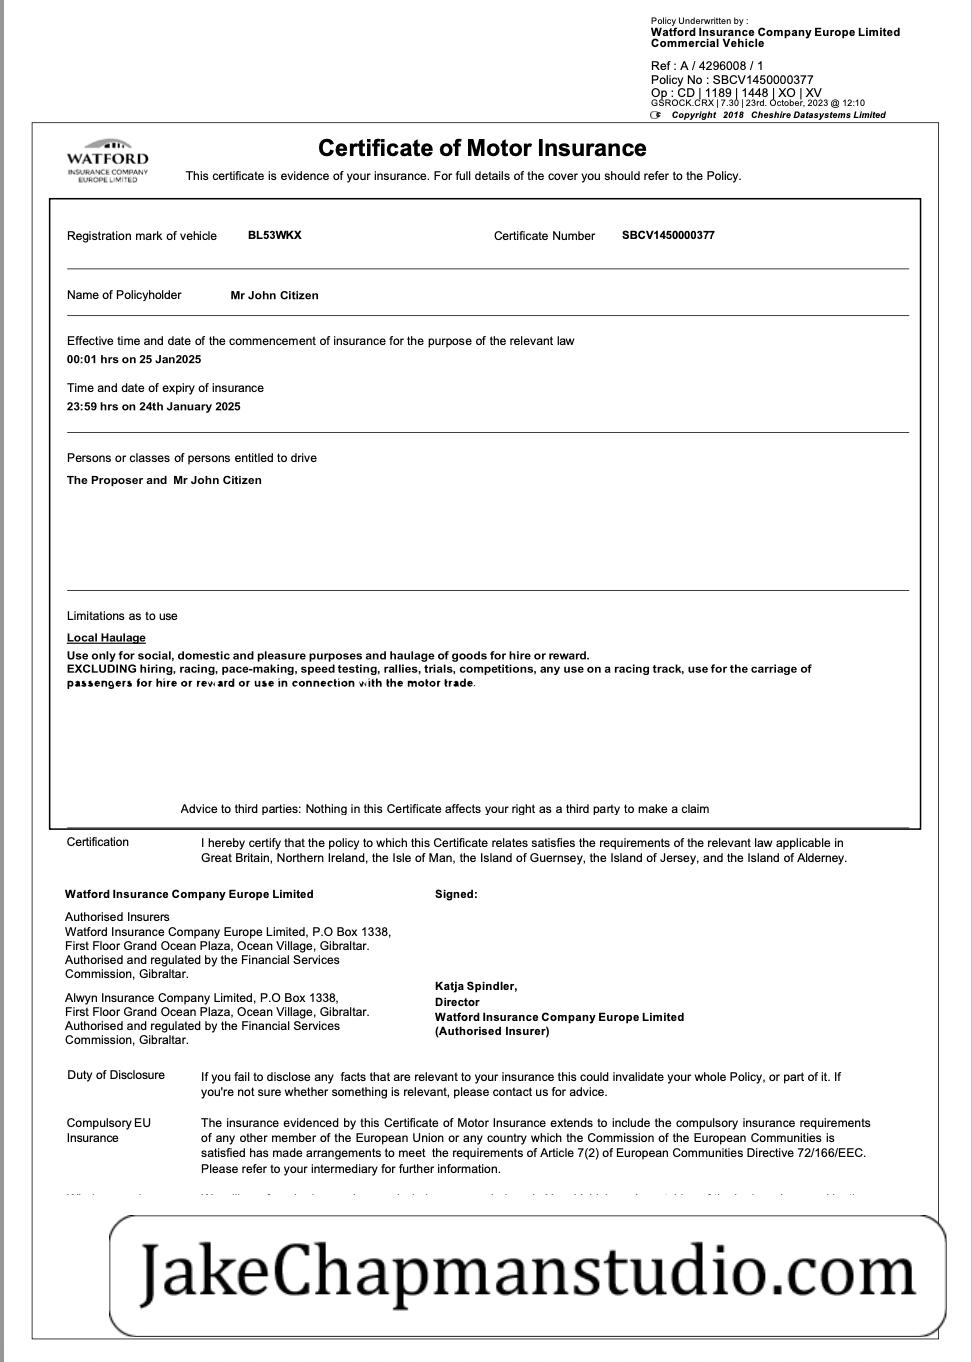 Policy Underwritten by :
Watford Insurance Company Europe Limited
Commercial Vehicle
Ref : A / 4296008 / 1
Policy No : SBCV1450000377
Op : CD | 1189 | 1448 | XO | XV
GSROCK.CRX | 7.30 | 23rd. October, 2023 @ 12:10
Copyright 2018 Cheshire Datasystems Limited
WATFORD
INSURANCE COMPANY
EUROPE LIMITED
Certificate of Motor Insurance
This certificate is evidence of your insurance. For full details of the cover you should refer to the Policy.
Registration mark of vehicle BL53WKX Certificate Number SBCV1450000377
Name of Policyholder Mr John Citizen
Effective time and date of the commencement of insurance for the purpose of the relevant law
00:01 hrs on 25 Jan2025
Time and date of expiry of insurance
23:59 hrs on 24th January 2025
Persons or classes of persons entitled to drive
The Proposer and Mr John Citizen
Limitations as to use
Local Haulage
Use only for social, domestic and pleasure purposes and haulage of goods for hire or reward.
EXCLUDING hiring, racing, pace-making, speed testing, rallies, trials, competitions, any use on a racing track, use for the carriage of
passengers for hire or reward or use in connection with the motor trade.
Advice to third parties: Nothing in this Certificate affects your right as a third party to make a claim
Certification I hereby certify that the policy to which this Certificate relates satisfies the requirements of the relevant law applicable in
Great Britain, Northern Ireland, the Isle of Man, the Island of Guernsey, the Island of Jersey, and the Island of Alderney.
Watford Insurance Company Europe Limited
Authorised Insurers
Watford Insurance Company Europe Limited, P.O Box 1338,
First Floor Grand Ocean Plaza, Ocean Village, Gibraltar.
Authorised and regulated by the Financial Services
Commission, Gibraltar.
Alwyn Insurance Company Limited, P.O Box 1338,
First Floor Grand Ocean Plaza, Ocean Village, Gibraltar.
Authorised and regulated by the Financial Services
Commission, Gibraltar.
Signed:
Katja Spindler,
Director
Watford Insurance Company Europe Limited
(Authorised Insurer)
Duty of Disclosure If you fail to disclose any facts that are relevant to your insurance this could invalidate your whole Policy, or part of it. If
you're not sure whether something is relevant, please contact us for advice.
Compulsory EU
Insurance
The insurance evidenced by this Certificate of Motor Insurance extends to include the compulsory insurance requirements
of any other member of the European Union or any country which the Commission of the European Communities is
satisfied has made arrangements to meet the requirements of Article 7(2) of European Communities Directive 72/166/EEC.
Please refer to your intermediary for further information.
JakeChapmanstudio.com